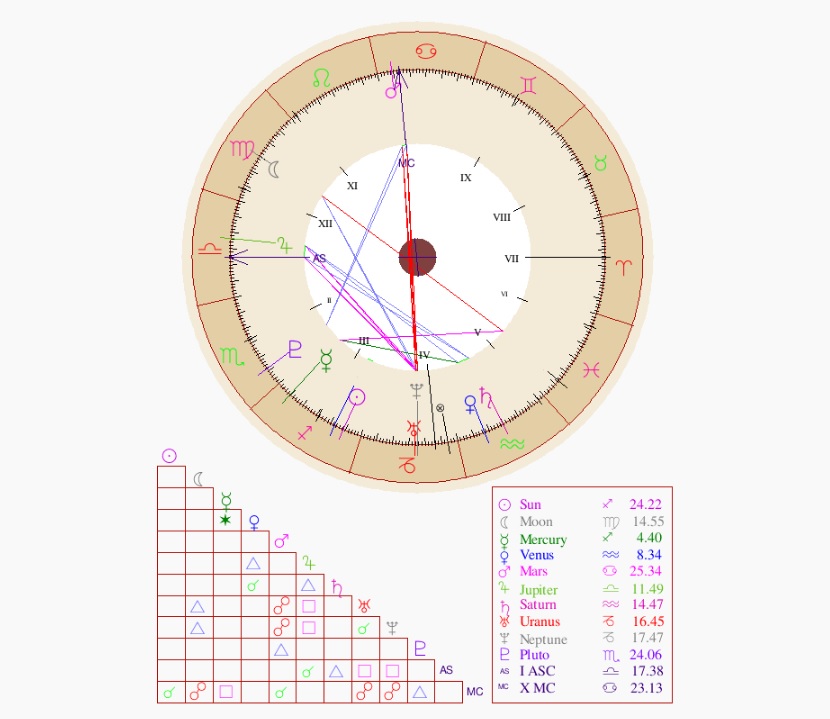 MC
IX
XI
VIII
XII
AS
VII
VI
II
V
III
IV
Sun 24.22
Moon 14.55
Mercury 4.40
Venus 8.34
Mars 25.34
Jupiter 11.49
Saturn 14.47
Uranus 16.45
Neptune 17.47
Pluto 24.06
AS I ASC 17.38
MC X MC 23.13
AS
MC